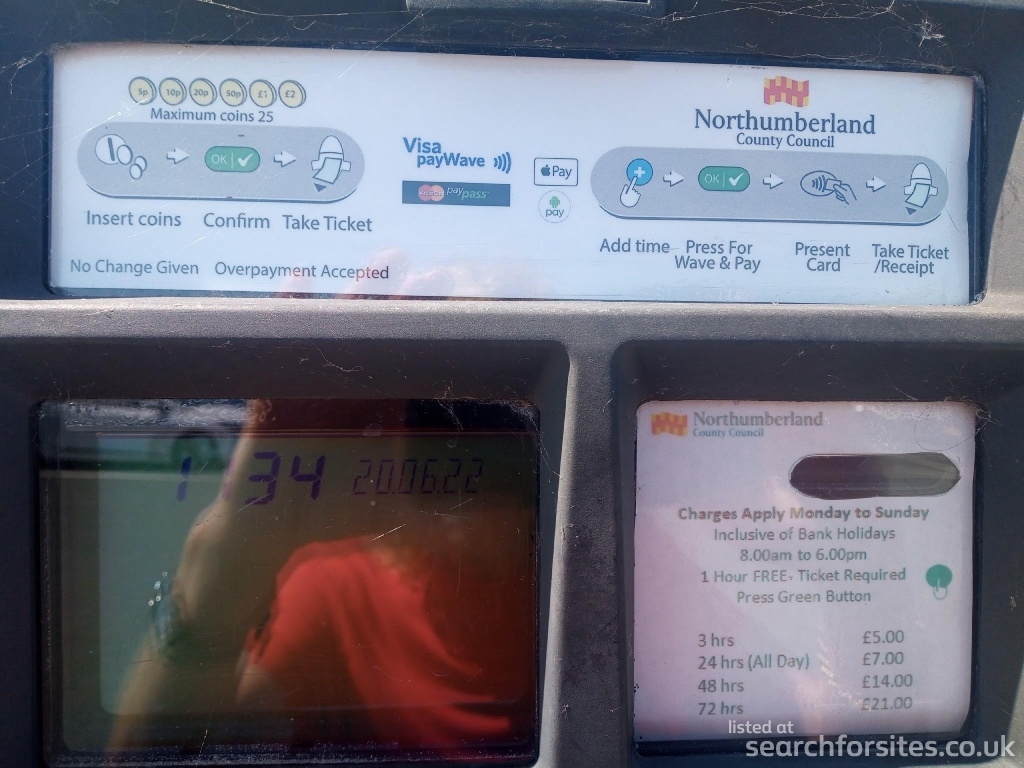 5p 10p 20p 50p £1 £2
Maximum coins 25
OK
Insert coins Confirm Take Ticket
No Change Given Overpayment Accepted
Visa
payWave
MasterCard paypass
Pay
pay
Northumberland
County Council
OK
Add time Press For Wave & Pay Present Card Take Ticket /Receipt
1 34 20.06.22
Northumberland
County Council
Charges Apply Monday to Sunday
Inclusive of Bank Holidays
8.00am to 6.00pm
1 Hour FREE- Ticket Required
Press Green Button
3 hrs £5.00
24 hrs (All Day) £7.00
48 hrs £14.00
72 hrs £21.00
listed at
searchforsites.co.uk